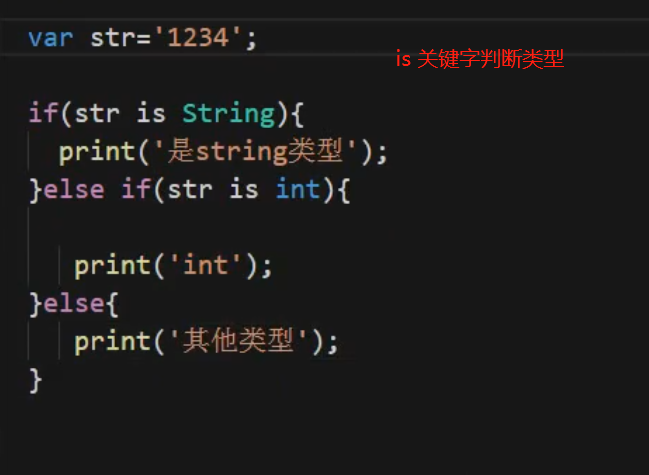 var str='1234';
is 关键字判断类型
if(str is String){
print('是string类型');
}else if(str is int){
print('int');
}else{
print('其他类型');
}